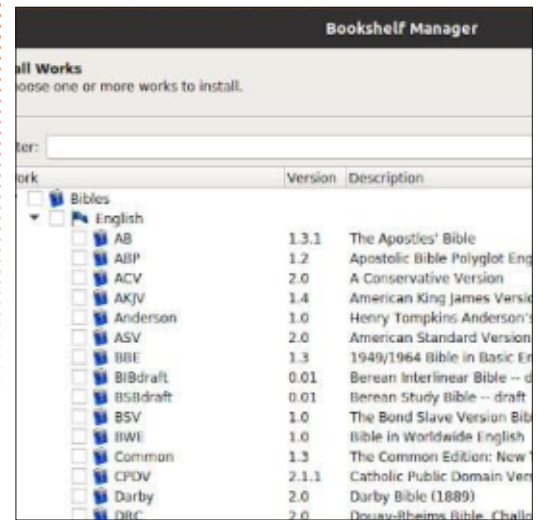 Bookshelf Manager
all Works
oose one or more works to install.
ter:
ork Version Description
Bibles
English
AB 1.3.1 The Apostles' Bible
ABP 1.2 Apostolic Bible Polyglot Eng
ACV 2.0 A Conservative Version
AKJV 1.4 American King James Versio
Anderson 1.0 Henry Tompkins Anderson's
ASV 2.0 American Standard Version
BBE 1.3 1949/1964 Bible in Basic En
BIBdraft 0.01 Berean Interlinear Bible -- d
BSBdraft 0.01 Berean Study Bible -- draft
BSV 1.0 The Bond Slave Version Bib
BWE 1.0 Bible in Worldwide English
Common 1.3 The Common Edition: New T
CPDV 2.1.1 Catholic Public Domain Vers
Darby 2.0 Darby Bible (1889)
DRC 2.0 Douay-Rheims Bible, Challo